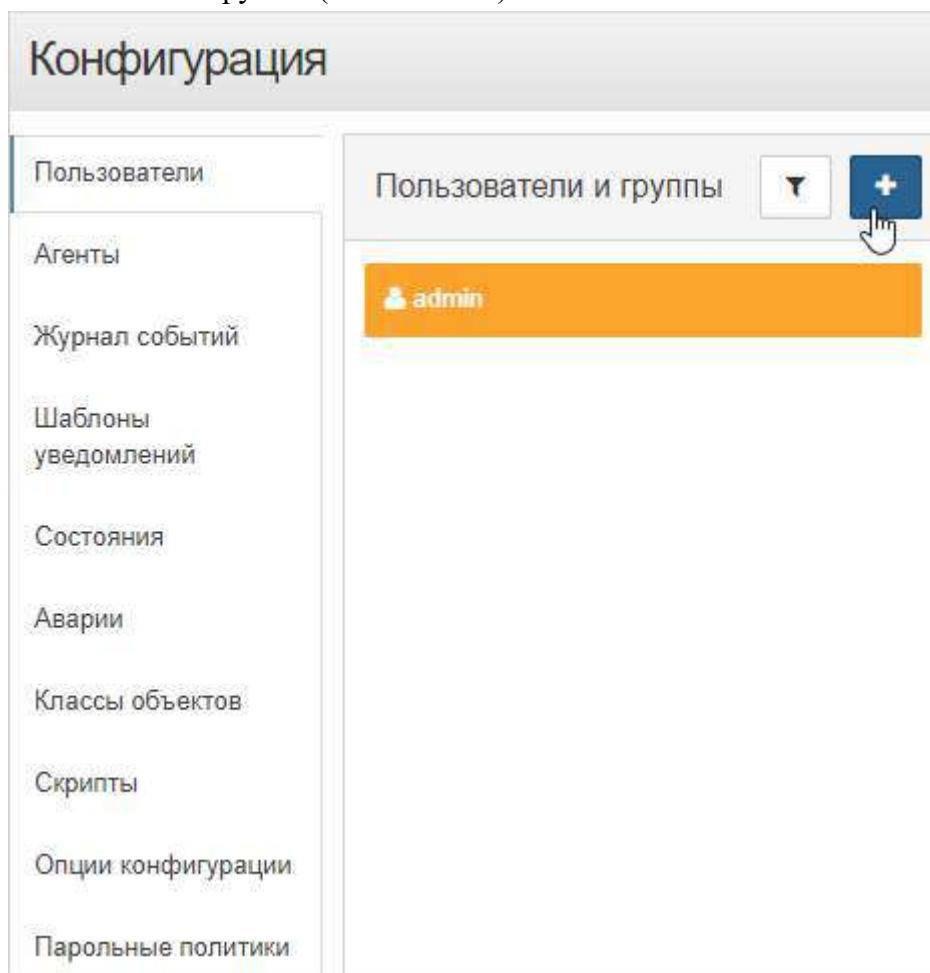 Конфигурация
Пользователи
Агенты
Журнал событий
Шаблоны
уведомлений
Состояния
Аварии
Классы объектов
Скрипты
Опции конфигурации
Парольные политики
Пользователи и группы
admin